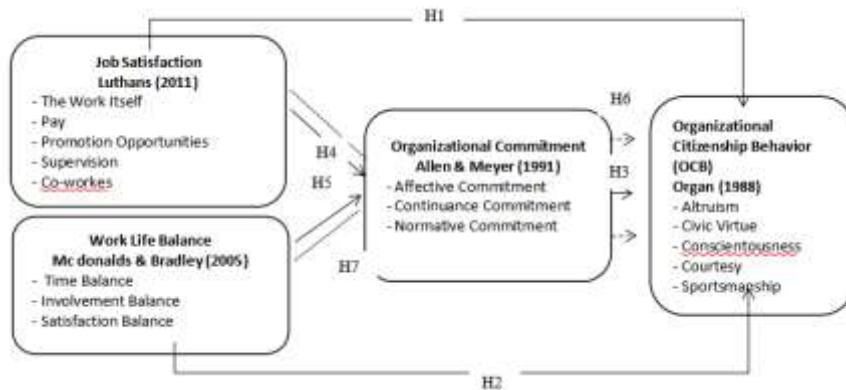 H1
Job Satisfaction
Luthans (2011)
- The Work Itself
- Pay
- Promotion Opportunities
- Supervision
- Co-workes
H4
H5
Work Life Balance
Mc donalds & Bradley (2005)
- Time Balance
- Involvement Balance
- Satisfaction Balance
Organizational Commitment
Allen & Meyer (1991)
- Affective Commitment
- Continuance Commitment
- Normative Commitment
H7
H6
H3
Organizational
Citizenship Behavior
(OCB)
Organ (1988)
- Altruism
- Civic Virtue
- Conscientousness
- Courtesy
- Sportsmanship
H2